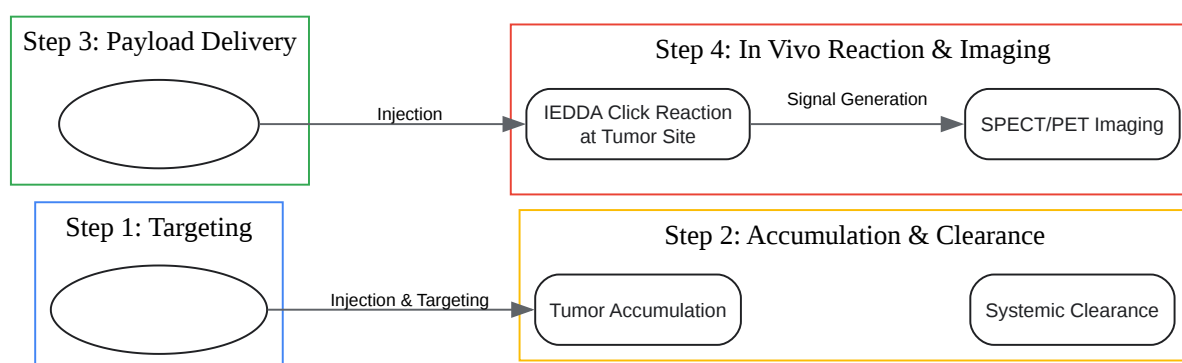 Step 3: Payload Delivery
Injection
Step 4: In Vivo Reaction & Imaging
IEDDA Click Reaction
at Tumor Site
Signal Generation
SPECT/PET Imaging
Step 1: Targeting
Injection & Targeting
Step 2: Accumulation & Clearance
Tumor Accumulation
Systemic Clearance